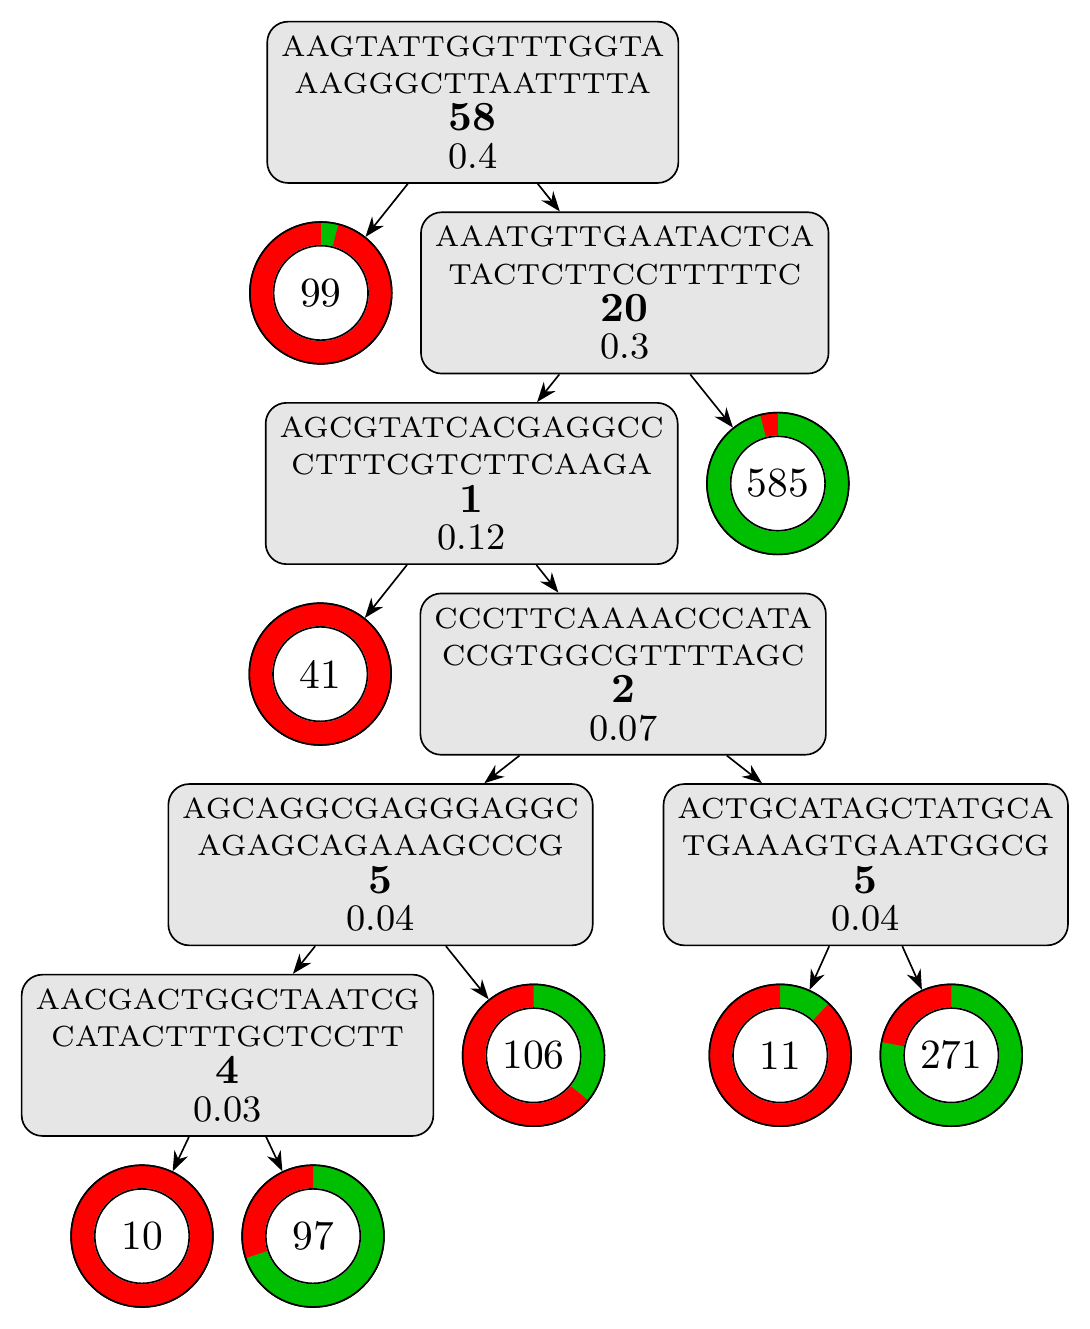 AAGTATTGGTTTGGTA
AAGGGCTTAATTTTA
58
0.4
99
AAATGTTGAATACTCA
TACTCTTCCTTTTTC
20
0.3
AGCGTATCACGAGGCC
CTTTCGTCTTCAAGA
1
0.12
585
41
CCCTTCAAAACCCATA
CCGTGGCGTTTTAGC
2
0.07
AGCAGGCGAGGGAGGC
AGAGCAGAAAGCCCG
5
0.04
ACTGCATAGCTATGCA
TGAAAGTGAATGGCG
5
0.04
AACGACTGGCTAATCG
CATACTTTGCTCCTT
4
0.03
106
11
271
10
97